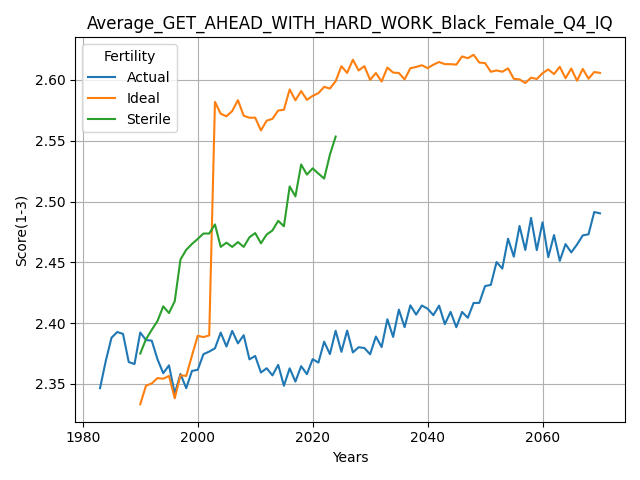 Average_GET_AHEAD_WITH_HARD_WORK_Black_Female_Q4_IQ
Fertility
Actual
Ideal
Sterile
Score(1-3)
2.60
2.55
2.50
2.45
2.40
2.35
1980 2000 2020 2040 2060
Years